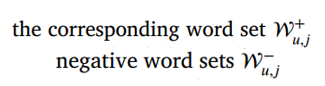 the corresponding word set 𝒲⁺ᵤ,ⱼ
negative word sets 𝒲⁻ᵤ,ⱼ